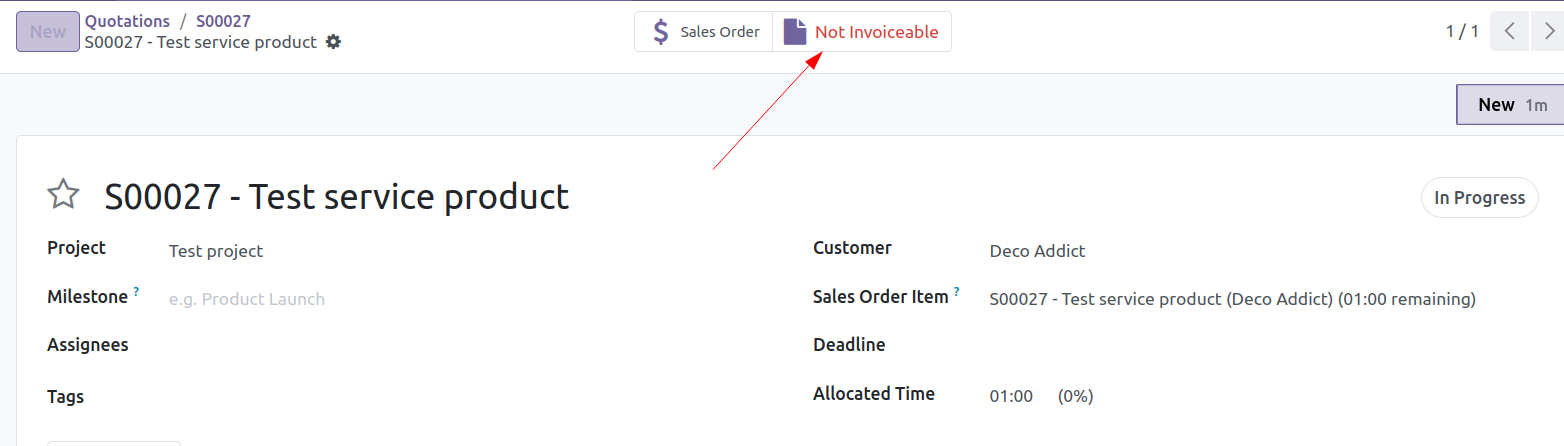 New
Quotations / S00027
S00027 - Test service product
Sales Order
Not Invoiceable
1 / 1
New 1m
S00027 - Test service product
In Progress
Project Test project
Customer Deco Addict
Milestone ? e.g. Product Launch
Sales Order Item ? S00027 - Test service product (Deco Addict) (01:00 remaining)
Assignees
Deadline
Tags
Allocated Time 01:00 (0%)